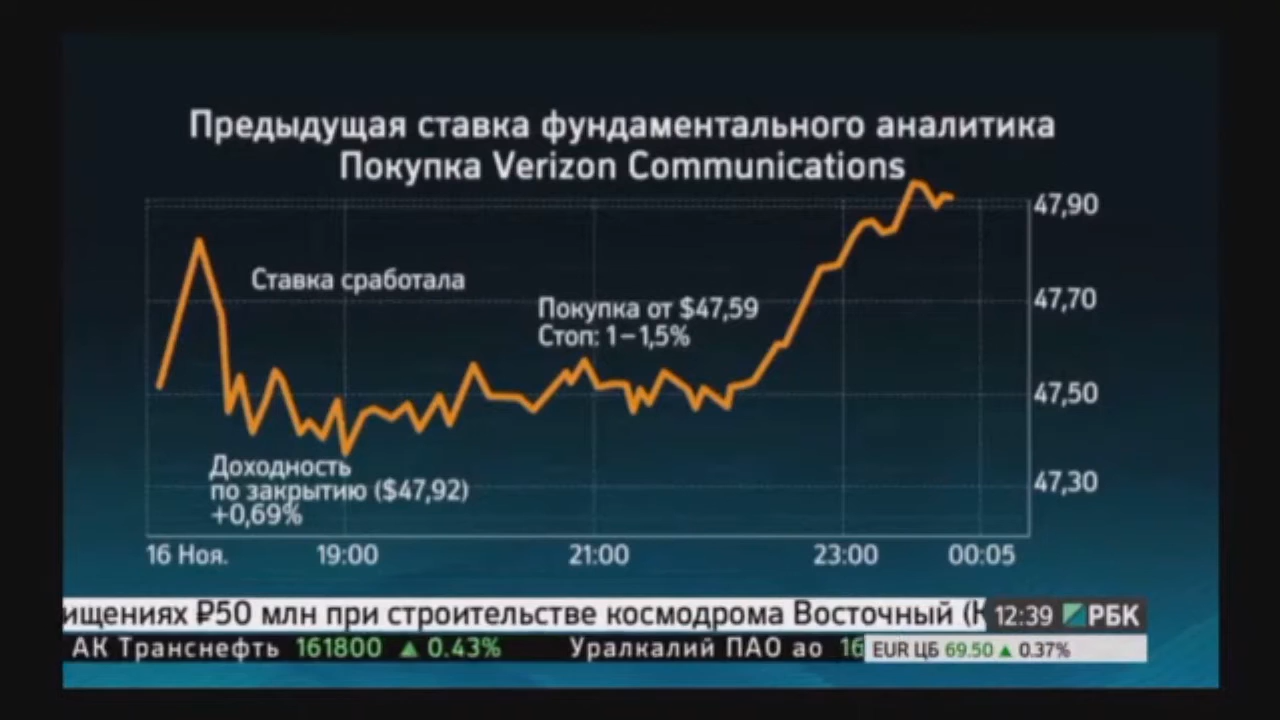 Предыдущая ставка фундаментального аналитика
Покупка Verizon Communications
47,90
Ставка сработала
47,70
Покупка от $47,59
Стоп: 1–1,5%
47,50
Доходность
по закрытию ($47,92)
+0,69%
47,30
16 Ноя.
19:00
21:00
23:00
00:05
ищениях ₽50 млн при строительстве космодрома Восточный (К
12:39 РБК
АК Транснефть 161800 ▲ 0.43% Уралкалий ПАО ао 16
EUR ЦБ 69.50 ▲ 0.37%